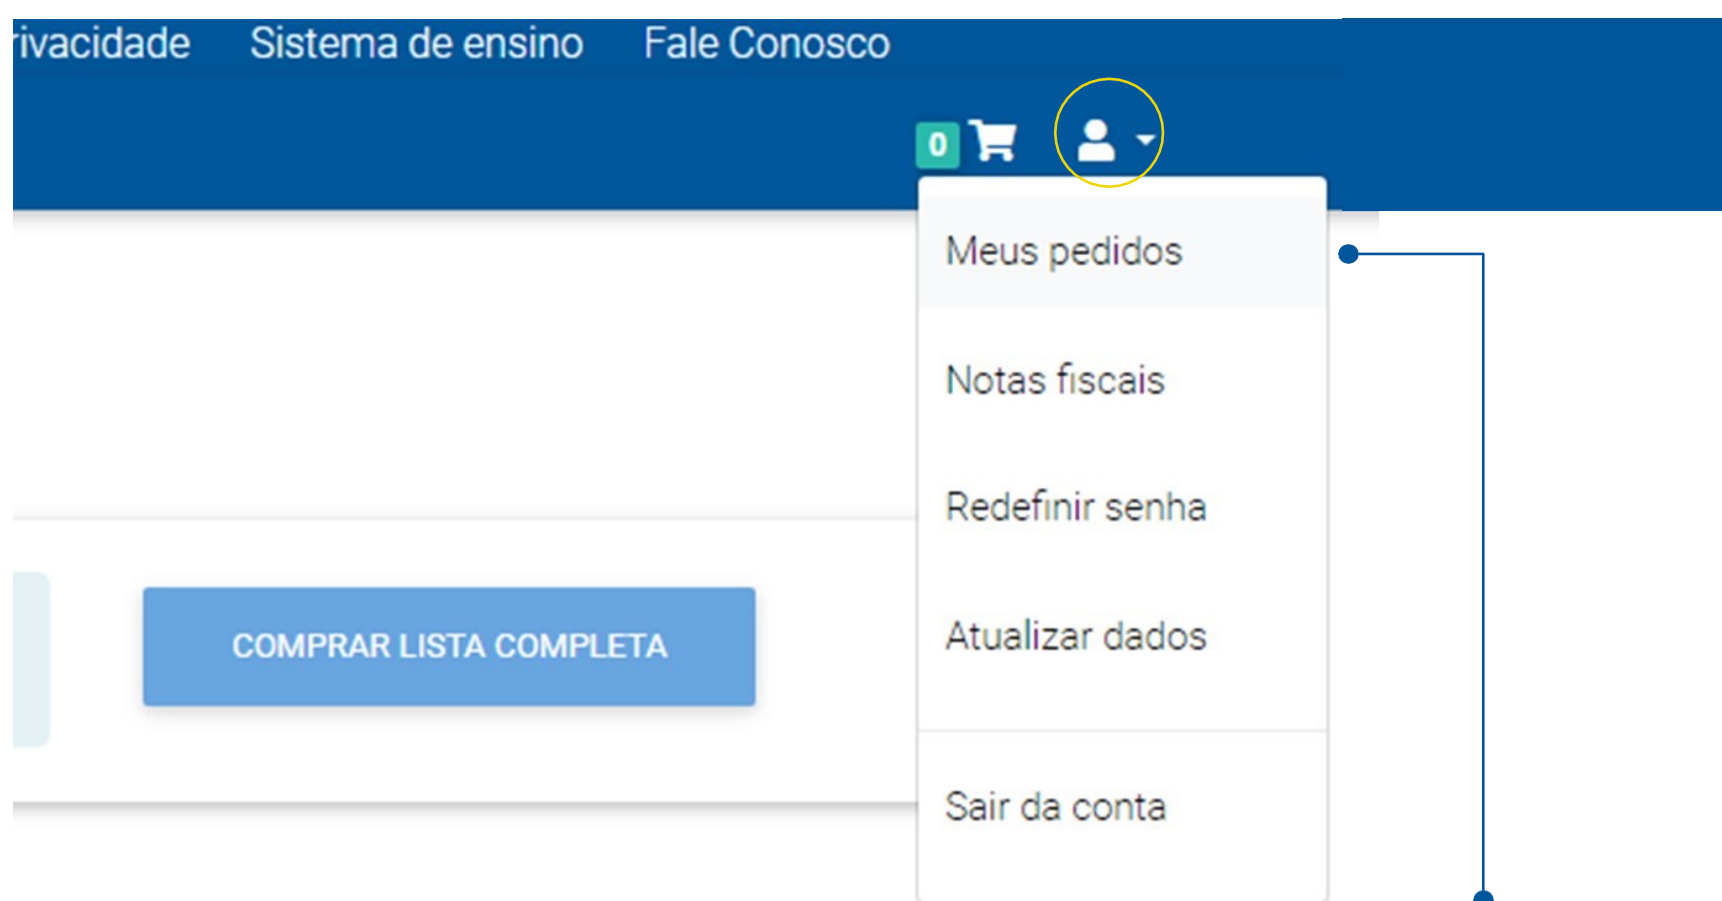 rivacidade Sistema de ensino Fale Conosco
0
Meus pedidos
Notas fiscais
Redefinir senha
Atualizar dados
COMPRAR LISTA COMPLETA
Sair da conta